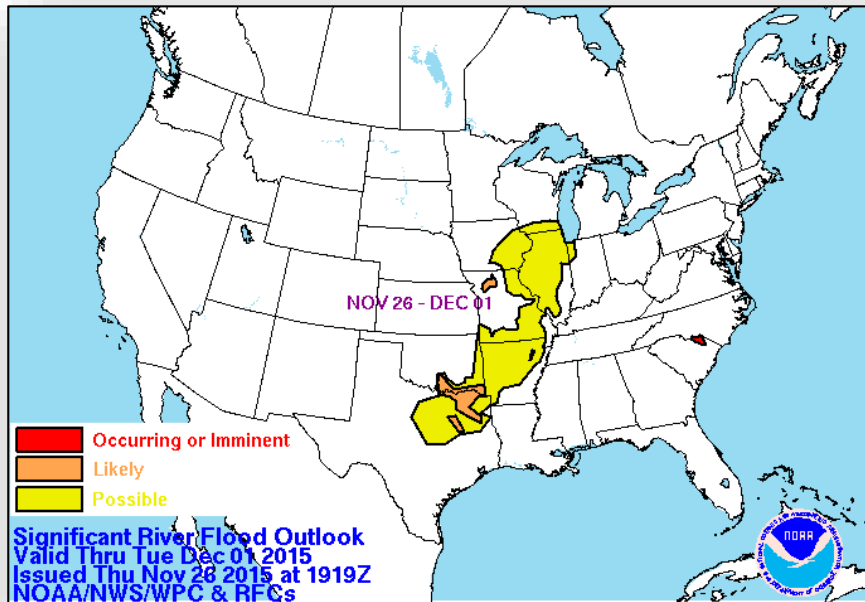 NOV 26 - DEC 01
Occurring or Imminent
Likely
Possible
Significant River Flood Outlook
Valid Thru Tue Dec 01 2015
Issued Thu Nov 26 2015 at 1919Z
NOAA/NWS/WPC & RFCs
NOAA